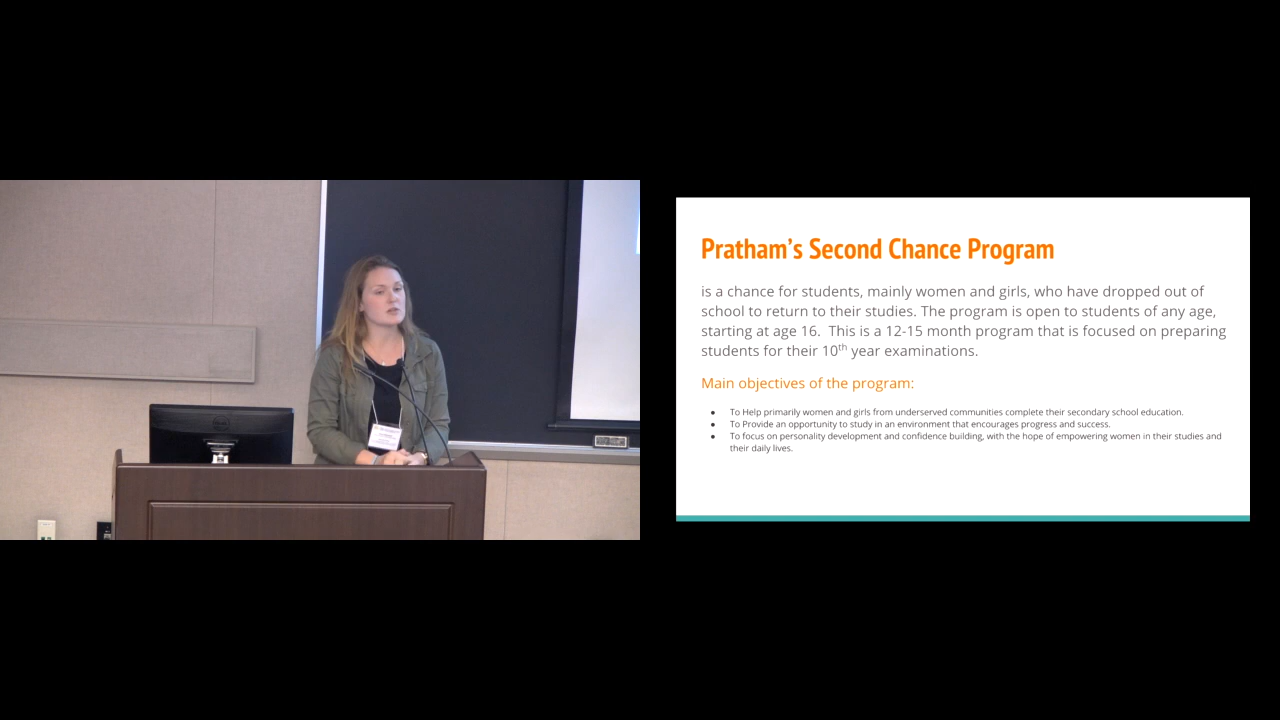 Pratham's Second Chance Program
is a chance for students, mainly women and girls, who have dropped out of
school to return to their studies. The program is open to students of any age,
starting at age 16.  This is a 12-15 month program that is focused on preparing
students for their 10th year examinations.
Main objectives of the program:
● To Help primarily women and girls from underserved communities complete their secondary school education.
● To Provide an opportunity to study in an environment that encourages progress and success.
● To focus on personality development and confidence building, with the hope of empowering women in their studies and
their daily lives.